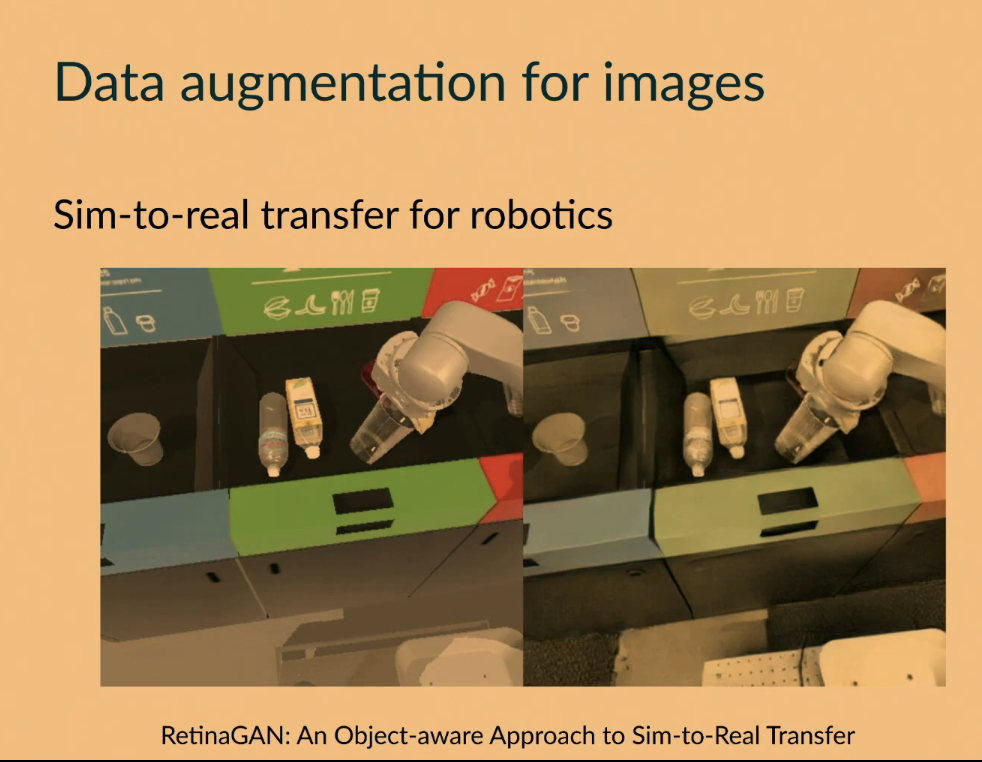 Data augmentation for images
Sim-to-real transfer for robotics
RetinaGAN: An Object-aware Approach to Sim-to-Real Transfer